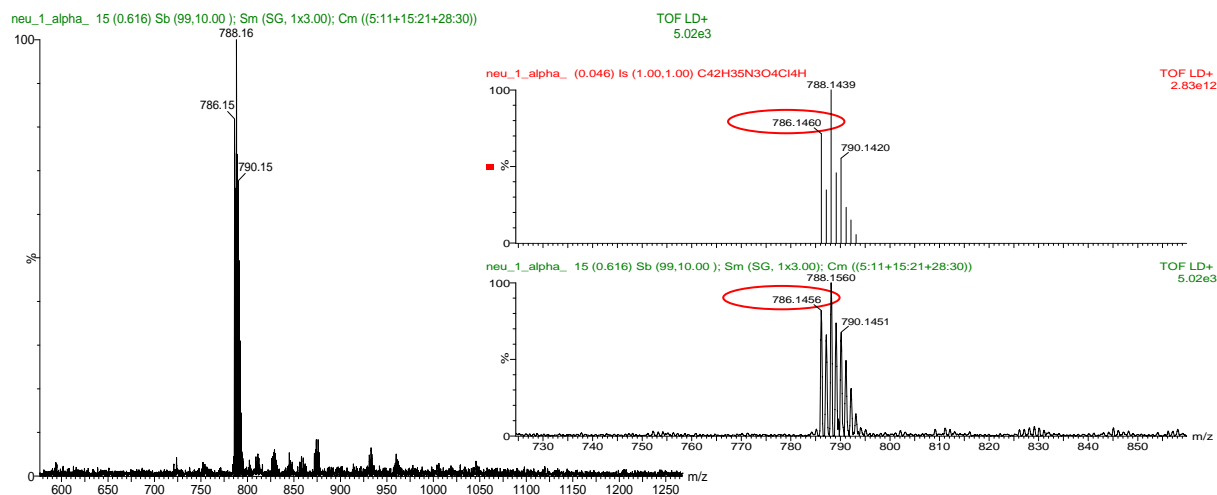 neu_1_alpha_ 15 (0.616) Sb (99,10.00 ); Sm (SG, 1x3.00); Cm ((5:11+15:21+28:30))
TOF LD+
5.02e3
100
%
0
788.16
786.15
790.15
600 650 700 750 800 850 900 950 1000 1050 1100 1150 1200 1250
m/z
neu_1_alpha_ (0.046) Is (1.00,1.00) C42H35N3O4Cl4H
TOF LD+
2.83e12
100
%
0
788.1439
786.1460
790.1420
neu_1_alpha_ 15 (0.616) Sb (99,10.00 ); Sm (SG, 1x3.00); Cm ((5:11+15:21+28:30))
TOF LD+
5.02e3
100
%
0
788.1560
786.1456
790.1451
730 740 750 760 770 780 790 800 810 820 830 840 850
m/z